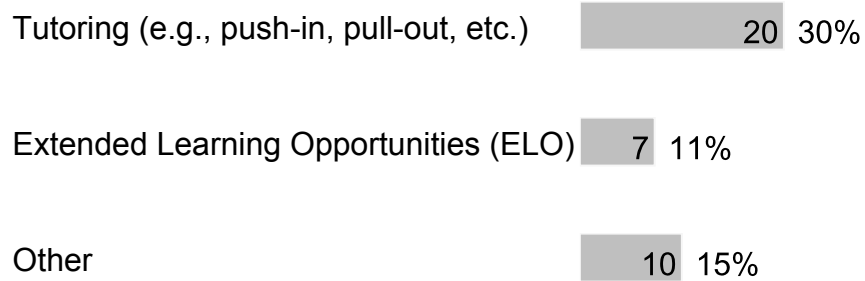 Tutoring (e.g., push-in, pull-out, etc.) 20 30%
Extended Learning Opportunities (ELO) 7 11%
Other 10 15%